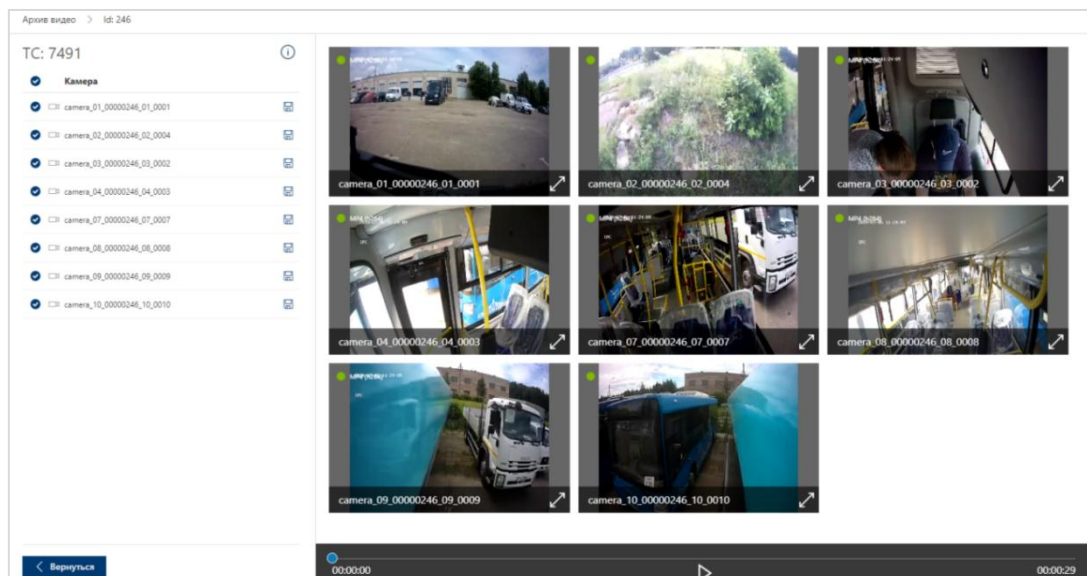 Архив видео > Id: 246
ТС: 7491
Камера
camera_01_00000246_01_0001
camera_02_00000246_02_0004
camera_03_00000246_03_0002
camera_04_00000246_04_0003
camera_07_00000246_07_0007
camera_08_00000246_08_0008
camera_09_00000246_09_0009
camera_10_00000246_10_0010
Вернуться
camera_01_00000246_01_0001
camera_02_00000246_02_0004
camera_03_00000246_03_0002
camera_04_00000246_04_0003
camera_07_00000246_07_0007
camera_08_00000246_08_0008
camera_09_00000246_09_0009
camera_10_00000246_10_0010
00:00:00
00:00:29